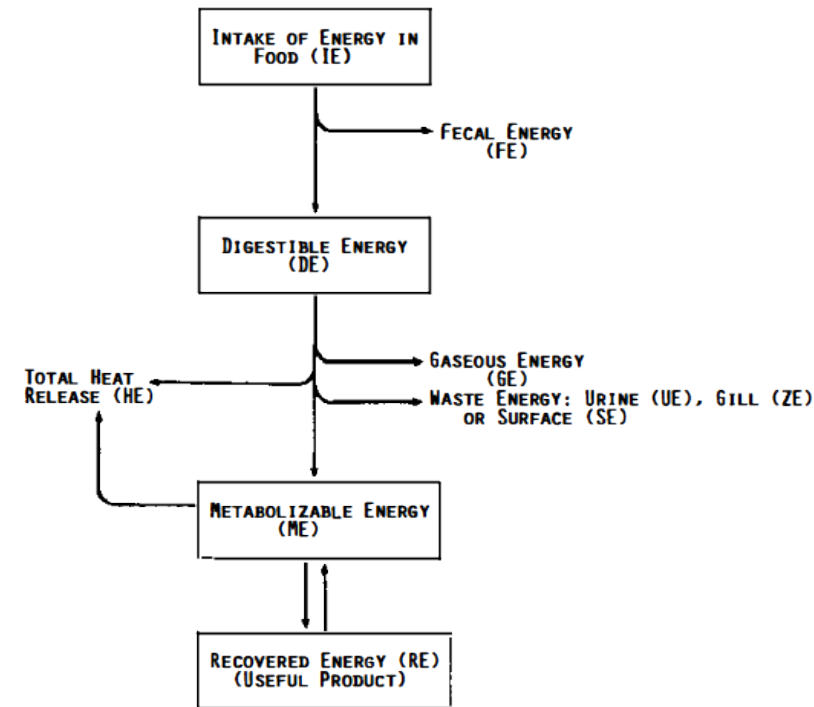 INTAKE OF ENERGY IN
FOOD (IE)
FECAL ENERGY
(FE)
DIGESTIBLE ENERGY
(DE)
GASEOUS ENERGY
(GE)
TOTAL HEAT
RELEASE (HE)
WASTE ENERGY: URINE (UE), GILL (ZE)
OR SURFACE (SE)
METABOLIZABLE ENERGY
(ME)
RECOVERED ENERGY (RE)
(USEFUL PRODUCT)